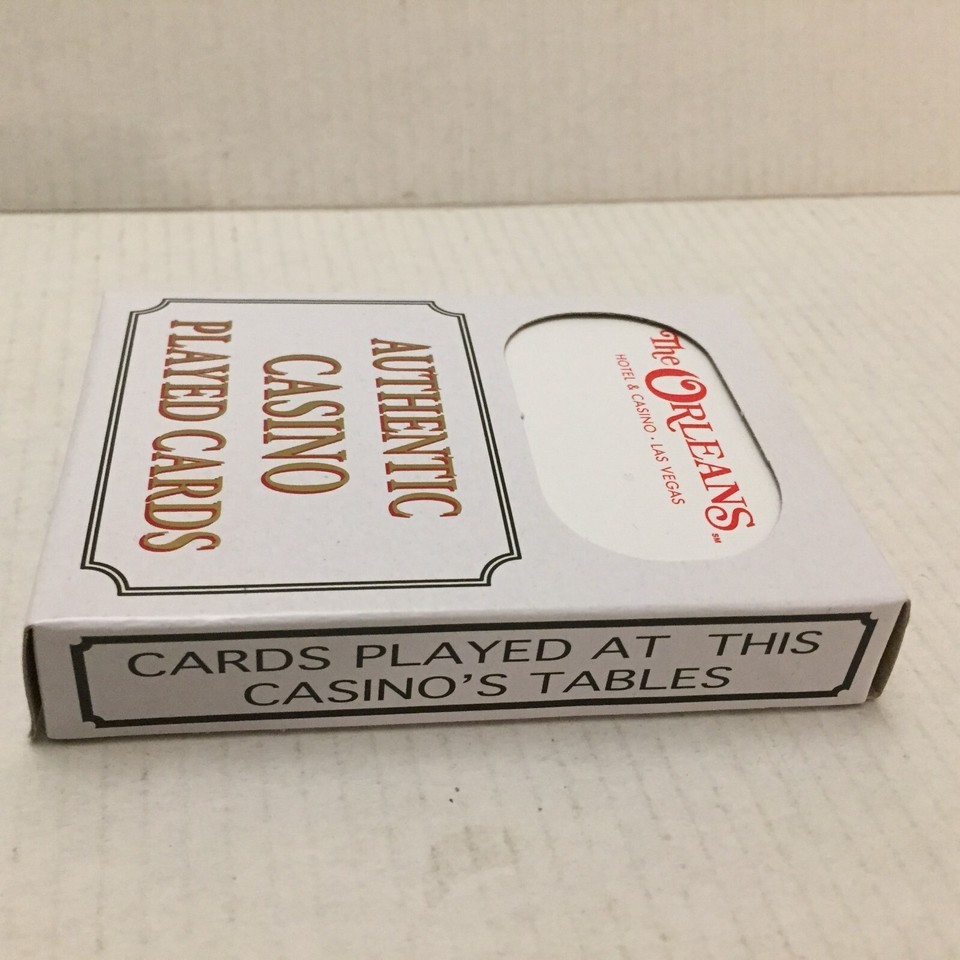 The ORLEANS SM
HOTEL & CASINO · LAS VEGAS
AUTHENTIC
CASINO
PLAYED CARDS
CARDS PLAYED AT THIS
CASINO'S TABLES